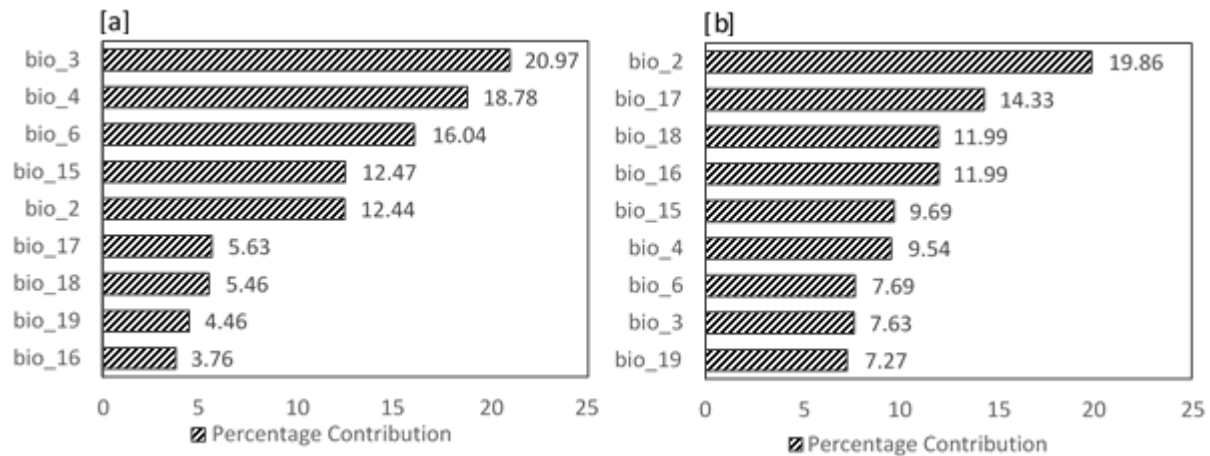 [a]
bio_3 20.97
bio_4 18.78
bio_6 16.04
bio_15 12.47
bio_2 12.44
bio_17 5.63
bio_18 5.46
bio_19 4.46
bio_16 3.76
0 5 10 15 20 25
Percentage Contribution
[b]
bio_2 19.86
bio_17 14.33
bio_18 11.99
bio_16 11.99
bio_15 9.69
bio_4 9.54
bio_6 7.69
bio_3 7.63
bio_19 7.27
0 5 10 15 20 25
Percentage Contribution